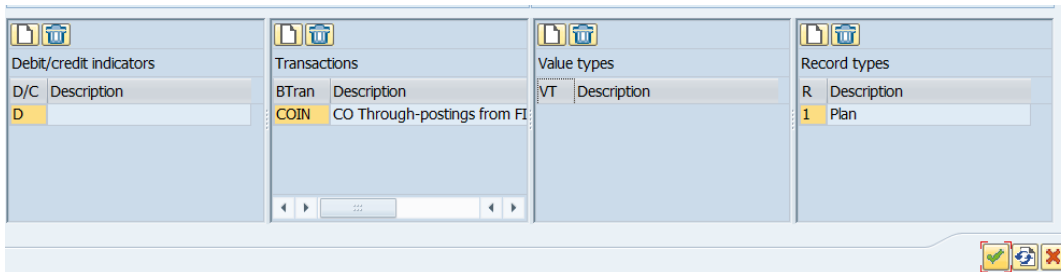 Debit/credit indicators
D/C Description
D
Transactions
BTran Description
COIN CO Through-postings from FI
Value types
VT Description
Record types
R Description
1 Plan